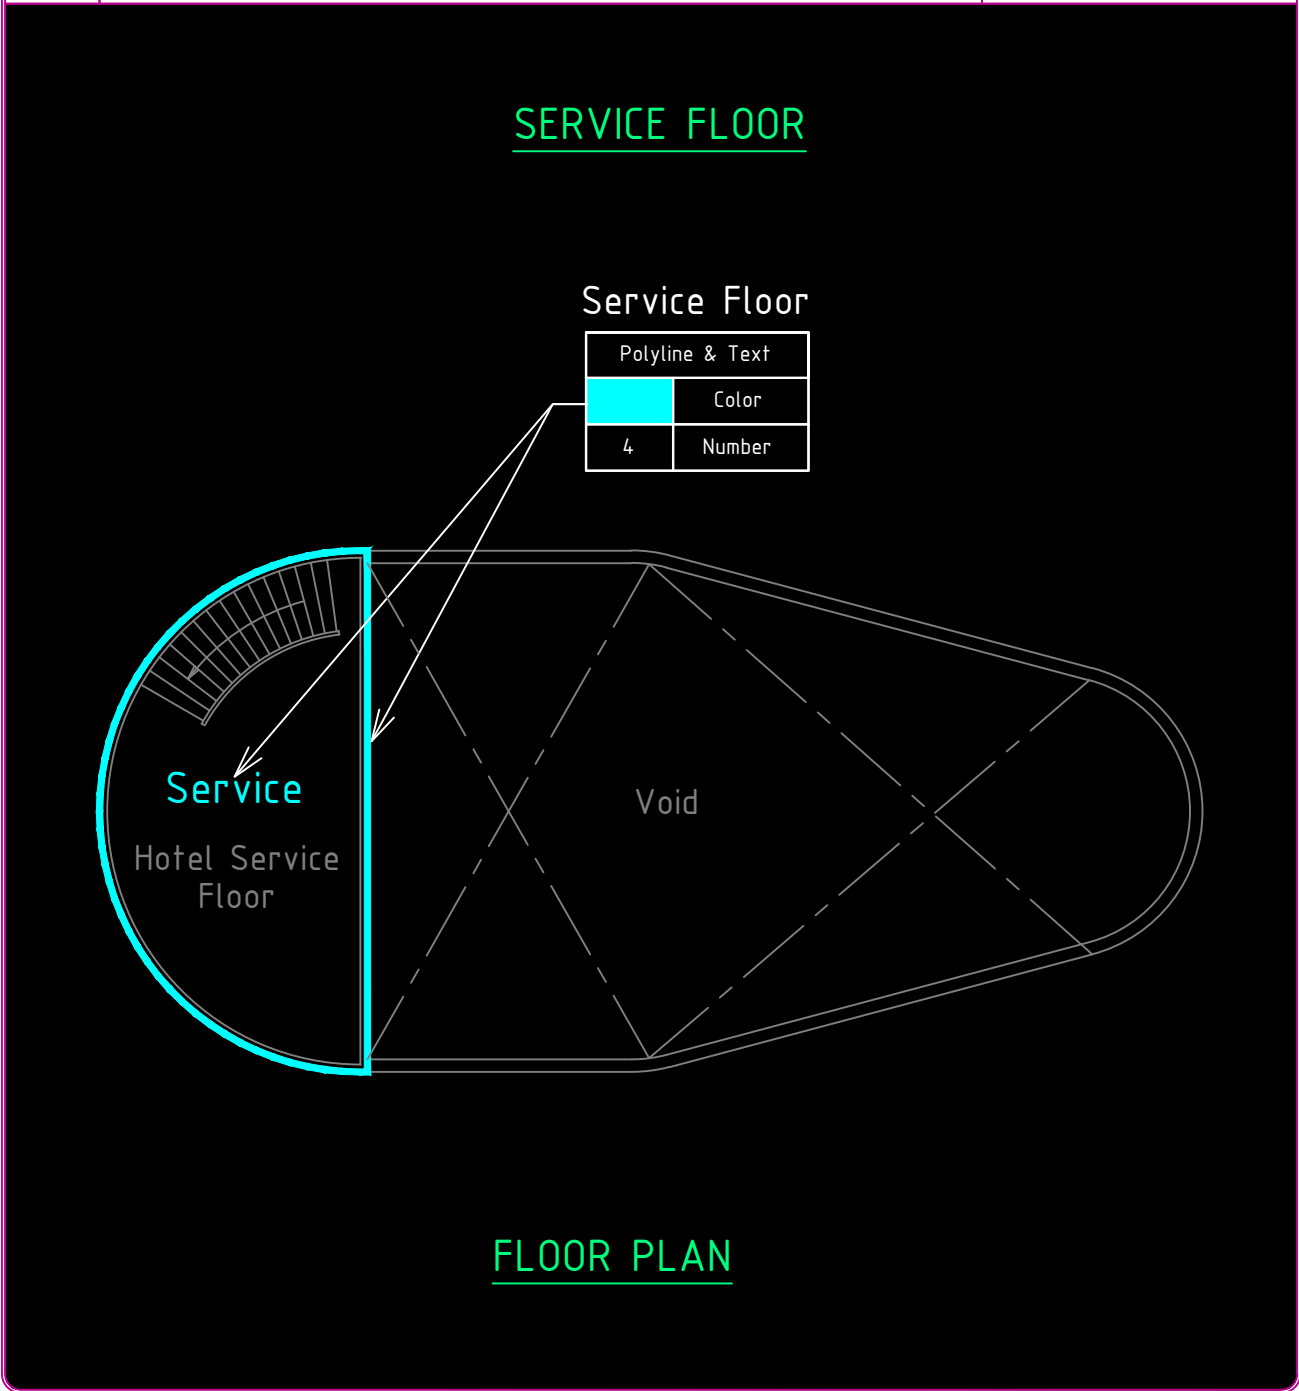 SERVICE FLOOR
Service Floor
Polyline & Text
Color
4 Number
Service
Void
Hotel Service
Floor
FLOOR PLAN